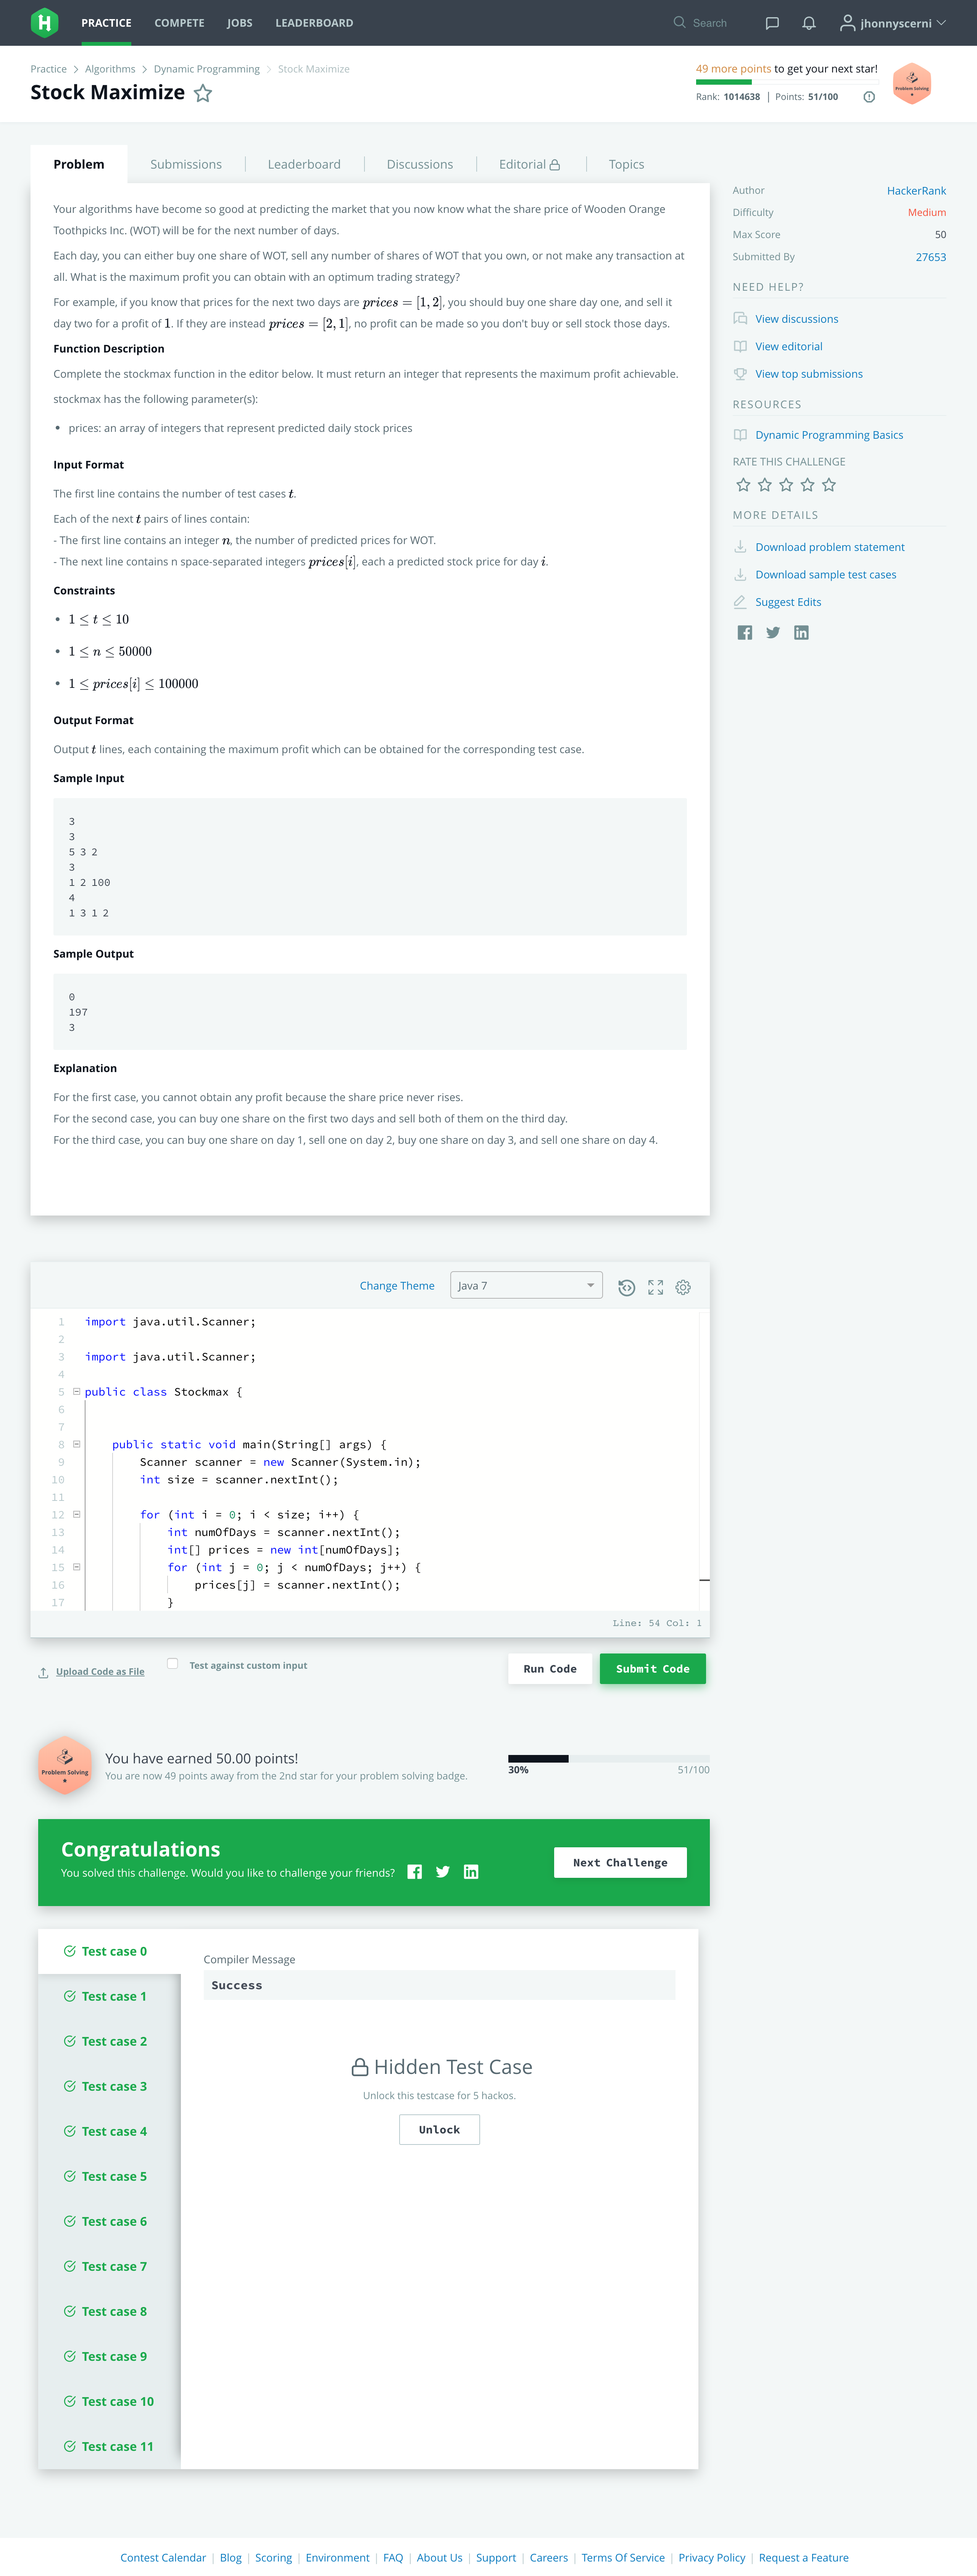 PRACTICE COMPETE JOBS LEADERBOARD Search jhonnyscerni
Practice > Algorithms > Dynamic Programming > Stock Maximize
Stock Maximize
49 more points to get your next star!
Rank: 1014638 | Points: 51/100
Problem Solving
Problem Submissions Leaderboard Discussions Editorial Topics
Your algorithms have become so good at predicting the market that you now know what the share price of Wooden Orange
Toothpicks Inc. (WOT) will be for the next number of days.
Each day, you can either buy one share of WOT, sell any number of shares of WOT that you own, or not make any transaction at
all. What is the maximum profit you can obtain with an optimum trading strategy?
For example, if you know that prices for the next two days are prices = [1, 2], you should buy one share day one, and sell it
day two for a profit of 1. If they are instead prices = [2, 1], no profit can be made so you don't buy or sell stock those days.
Function Description
Complete the stockmax function in the editor below. It must return an integer that represents the maximum profit achievable.
stockmax has the following parameter(s):
• prices: an array of integers that represent predicted daily stock prices
Input Format
The first line contains the number of test cases t.
Each of the next t pairs of lines contain:
- The first line contains an integer n, the number of predicted prices for WOT.
- The next line contains n space-separated integers prices[i], each a predicted stock price for day i.
Constraints
• 1 ≤ t ≤ 10
• 1 ≤ n ≤ 50000
• 1 ≤ prices[i] ≤ 100000
Output Format
Output t lines, each containing the maximum profit which can be obtained for the corresponding test case.
Sample Input
3
3
5 3 2
3
1 2 100
4
1 3 1 2
Sample Output
0
197
3
Explanation
For the first case, you cannot obtain any profit because the share price never rises.
For the second case, you can buy one share on the first two days and sell both of them on the third day.
For the third case, you can buy one share on day 1, sell one on day 2, buy one share on day 3, and sell one share on day 4.
Author HackerRank
Difficulty Medium
Max Score 50
Submitted By 27653
NEED HELP?
View discussions
View editorial
View top submissions
RESOURCES
Dynamic Programming Basics
RATE THIS CHALLENGE
MORE DETAILS
Download problem statement
Download sample test cases
Suggest Edits
Change Theme Java 7
1 import java.util.Scanner;
2
3 import java.util.Scanner;
4
5 public class Stockmax {
6
7
8 public static void main(String[] args) {
9 Scanner scanner = new Scanner(System.in);
10 int size = scanner.nextInt();
11
12 for (int i = 0; i < size; i++) {
13 int numOfDays = scanner.nextInt();
14 int[] prices = new int[numOfDays];
15 for (int j = 0; j < numOfDays; j++) {
16 prices[j] = scanner.nextInt();
17 }
Line: 54 Col: 1
Upload Code as File Test against custom input Run Code Submit Code
Problem Solving
You have earned 50.00 points!
You are now 49 points away from the 2nd star for your problem solving badge.
30% 51/100
Congratulations
You solved this challenge. Would you like to challenge your friends?
Next Challenge
Test case 0
Test case 1
Test case 2
Test case 3
Test case 4
Test case 5
Test case 6
Test case 7
Test case 8
Test case 9
Test case 10
Test case 11
Compiler Message
Success
Hidden Test Case
Unlock this testcase for 5 hackos.
Unlock
Contest Calendar | Blog | Scoring | Environment | FAQ | About Us | Support | Careers | Terms Of Service | Privacy Policy | Request a Feature